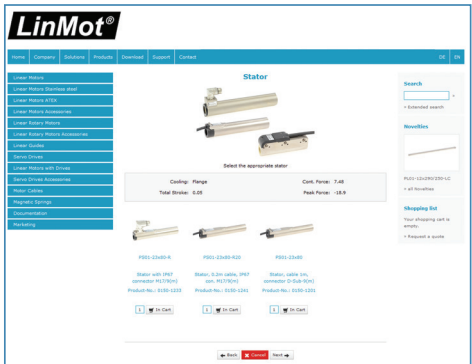 LinMot®
Home Company Solutions Products Download Support Contact DE EN
Linear Motors
Linear Motors Stainless steel
Linear Motors ATEX
Linear Motors Accessories
Linear Rotary Motors
Linear Rotary Motors Accessories
Linear Guides
Servo Drives
Linear Motors with Drives
Servo Drives Accessories
Motor Cables
Magnetic Springs
Documentation
Marketing
Stator
Select the appropriate stator
Cooling: Flange Cont. Force: 7.46
Total Stroke: 0.05 Peak Force: -18.9
PS01-23x80-R
Stator with IP67
connector M17/9(m)
Product-No.: 0150-1225
1 In Cart
PS01-23x80-R20
Stator, 0.2m cable, IP67
con. M17/9(m)
Product-No.: 0150-1241
1 In Cart
PS01-23x80
Stator, cable 1m,
connector D-Sub-9(m)
Product-No.: 0150-1201
1 In Cart
Back Cancel Next
Search
> Extended search
Novelties
PL01-12x290/250-LC
> all Novelties
Shopping list
Your shopping cart is
empty.
> Request a quote